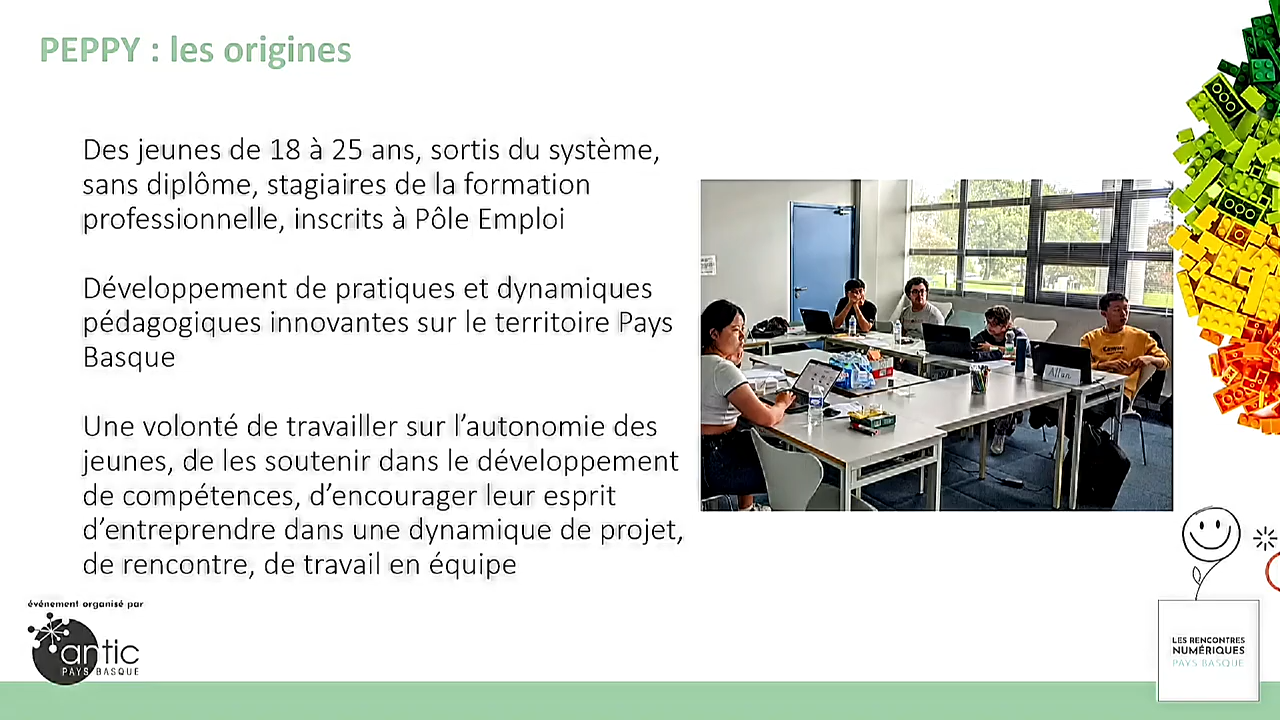 PEPPY : les origines
Des jeunes de 18 à 25 ans, sortis du système,
sans diplôme, stagiaires de la formation
professionnelle, inscrits à Pôle Emploi
Développement de pratiques et dynamiques
pédagogiques innovantes sur le territoire Pays
Basque
Une volonté de travailler sur l’autonomie des
jeunes, de les soutenir dans le développement
de compétences, d’encourager leur esprit
d’entreprendre dans une dynamique de projet,
de rencontre, de travail en équipe
Allan
événement organisé par
antic
PAYS BASQUE
LES RENCONTRES
NUMÉRIQUES
PAYS BASQUE